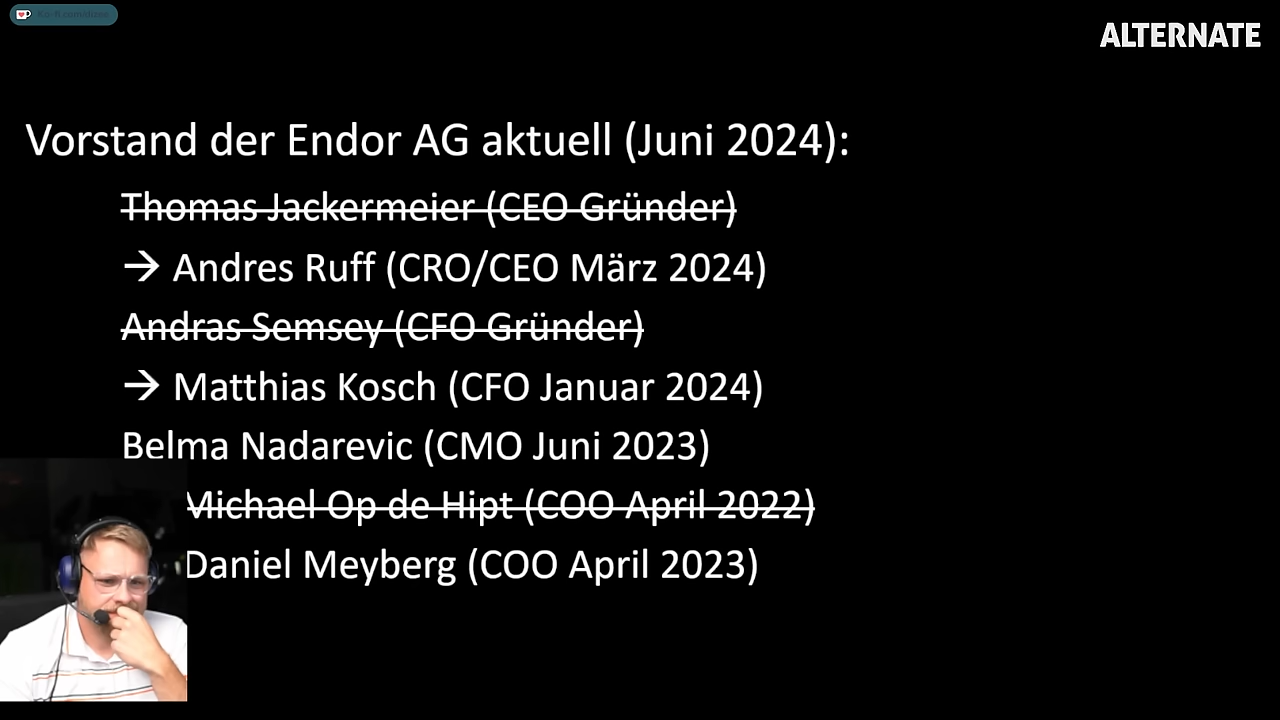 ALTERNATE
Vorstand der Endor AG aktuell (Juni 2024):
Thomas Jackermeier (CEO Gründer)
→ Andres Ruff (CRO/CEO März 2024)
Andras Semsey (CFO Gründer)
→ Matthias Kosch (CFO Januar 2024)
Belma Nadarevic (CMO Juni 2023)
Michael Op de Hipt (COO April 2022)
Daniel Meyberg (COO April 2023)